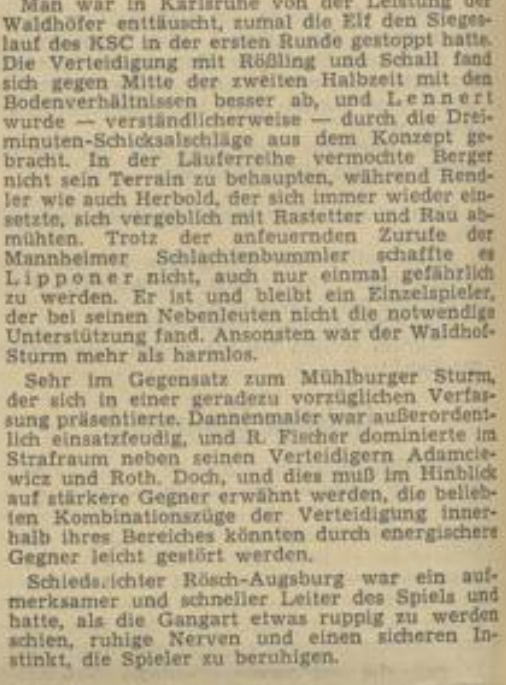 Man war in Karlsruhe von der Leistung der
Waldhöfer enttäuscht, zumal die Elf den Sieges-
lauf des KSC in der ersten Runde gestoppt hatte.
Die Verteidigung mit Rößling und Schall fand
sich gegen Mitte der zweiten Halbzeit mit den
Bodenverhältnissen besser ab, und Lennert
wurde — verständlicherweise — durch die Drei-
minuten-Schicksalschläge aus dem Konzept ge-
bracht. In der Läuferreihe vermochte Berger
nicht sein Terrain zu behaupten, während Rend-
ler wie auch Herbold, der sich immer wieder ein-
setzte, sich vergeblich mit Rastetter und Rau ab-
mühten. Trotz der anfeuernden Zurufe der
Mannheimer Schlachtenbummler schaffte es
Lipponer nicht, auch nur einmal gefährlich
zu werden. Er ist und bleibt ein Einzelspieler,
der bei seinen Nebenleuten nicht die notwendige
Unterstützung fand. Ansonsten war der Waldhof-
Sturm mehr als harmlos.
Sehr im Gegensatz zum Mühlburger Sturm,
der sich in einer geradezu vorzüglichen Verfas-
sung präsentierte. Dannenmaier war außerordent-
lich einsatzfeudig, und R. Fischer dominierte im
Strafraum neben seinen Verteidigern Adamcie-
wicz und Roth. Doch, und dies muß im Hinblick
auf stärkere Gegner erwähnt werden, die belieb-
ten Kombinationszüge der Verteidigung inner-
halb ihres Bereiches könnten durch energischere
Gegner leicht gestört werden.
Schiedsrichter Rösch-Augsburg war ein auf-
merksamer und schneller Leiter des Spiels und
hatte, als die Gangart etwas ruppig zu werden
schien, ruhige Nerven und einen sicheren In-
stinkt, die Spieler zu beruhigen.